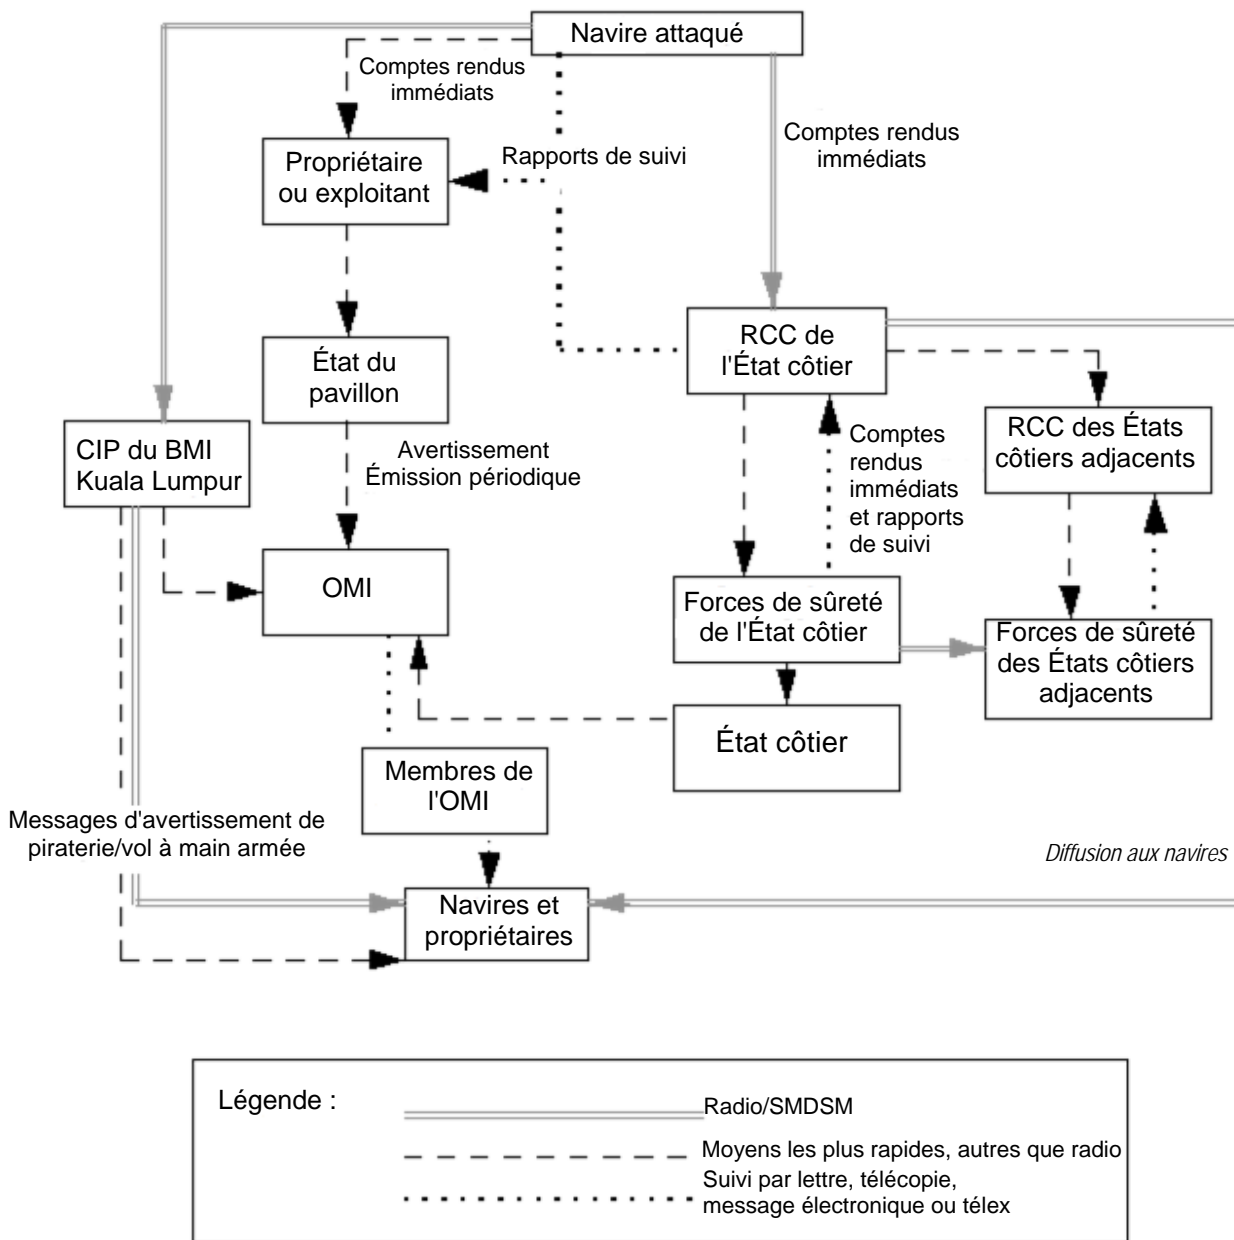 Navire attaqué
Comptes rendus
immédiats
Comptes rendus
immédiats
Propriétaire
ou exploitant
Rapports de suivi
RCC de
l'État côtier
État du
pavillon
RCC des États
côtiers adjacents
CIP du BMI
Kuala Lumpur
Avertissement
Émission périodique
Comptes
rendus
immédiats
et rapports
de suivi
OMI
Forces de sûreté
de l'État côtier
Forces de sûreté
des États côtiers
adjacents
État côtier
Membres de
l'OMI
Messages d'avertissement de
piraterie/vol à main armée
Diffusion aux navires
Navires et
propriétaires
Légende :
Radio/SMDSM
Moyens les plus rapides, autres que radio
Suivi par lettre, télécopie,
message électronique ou télex